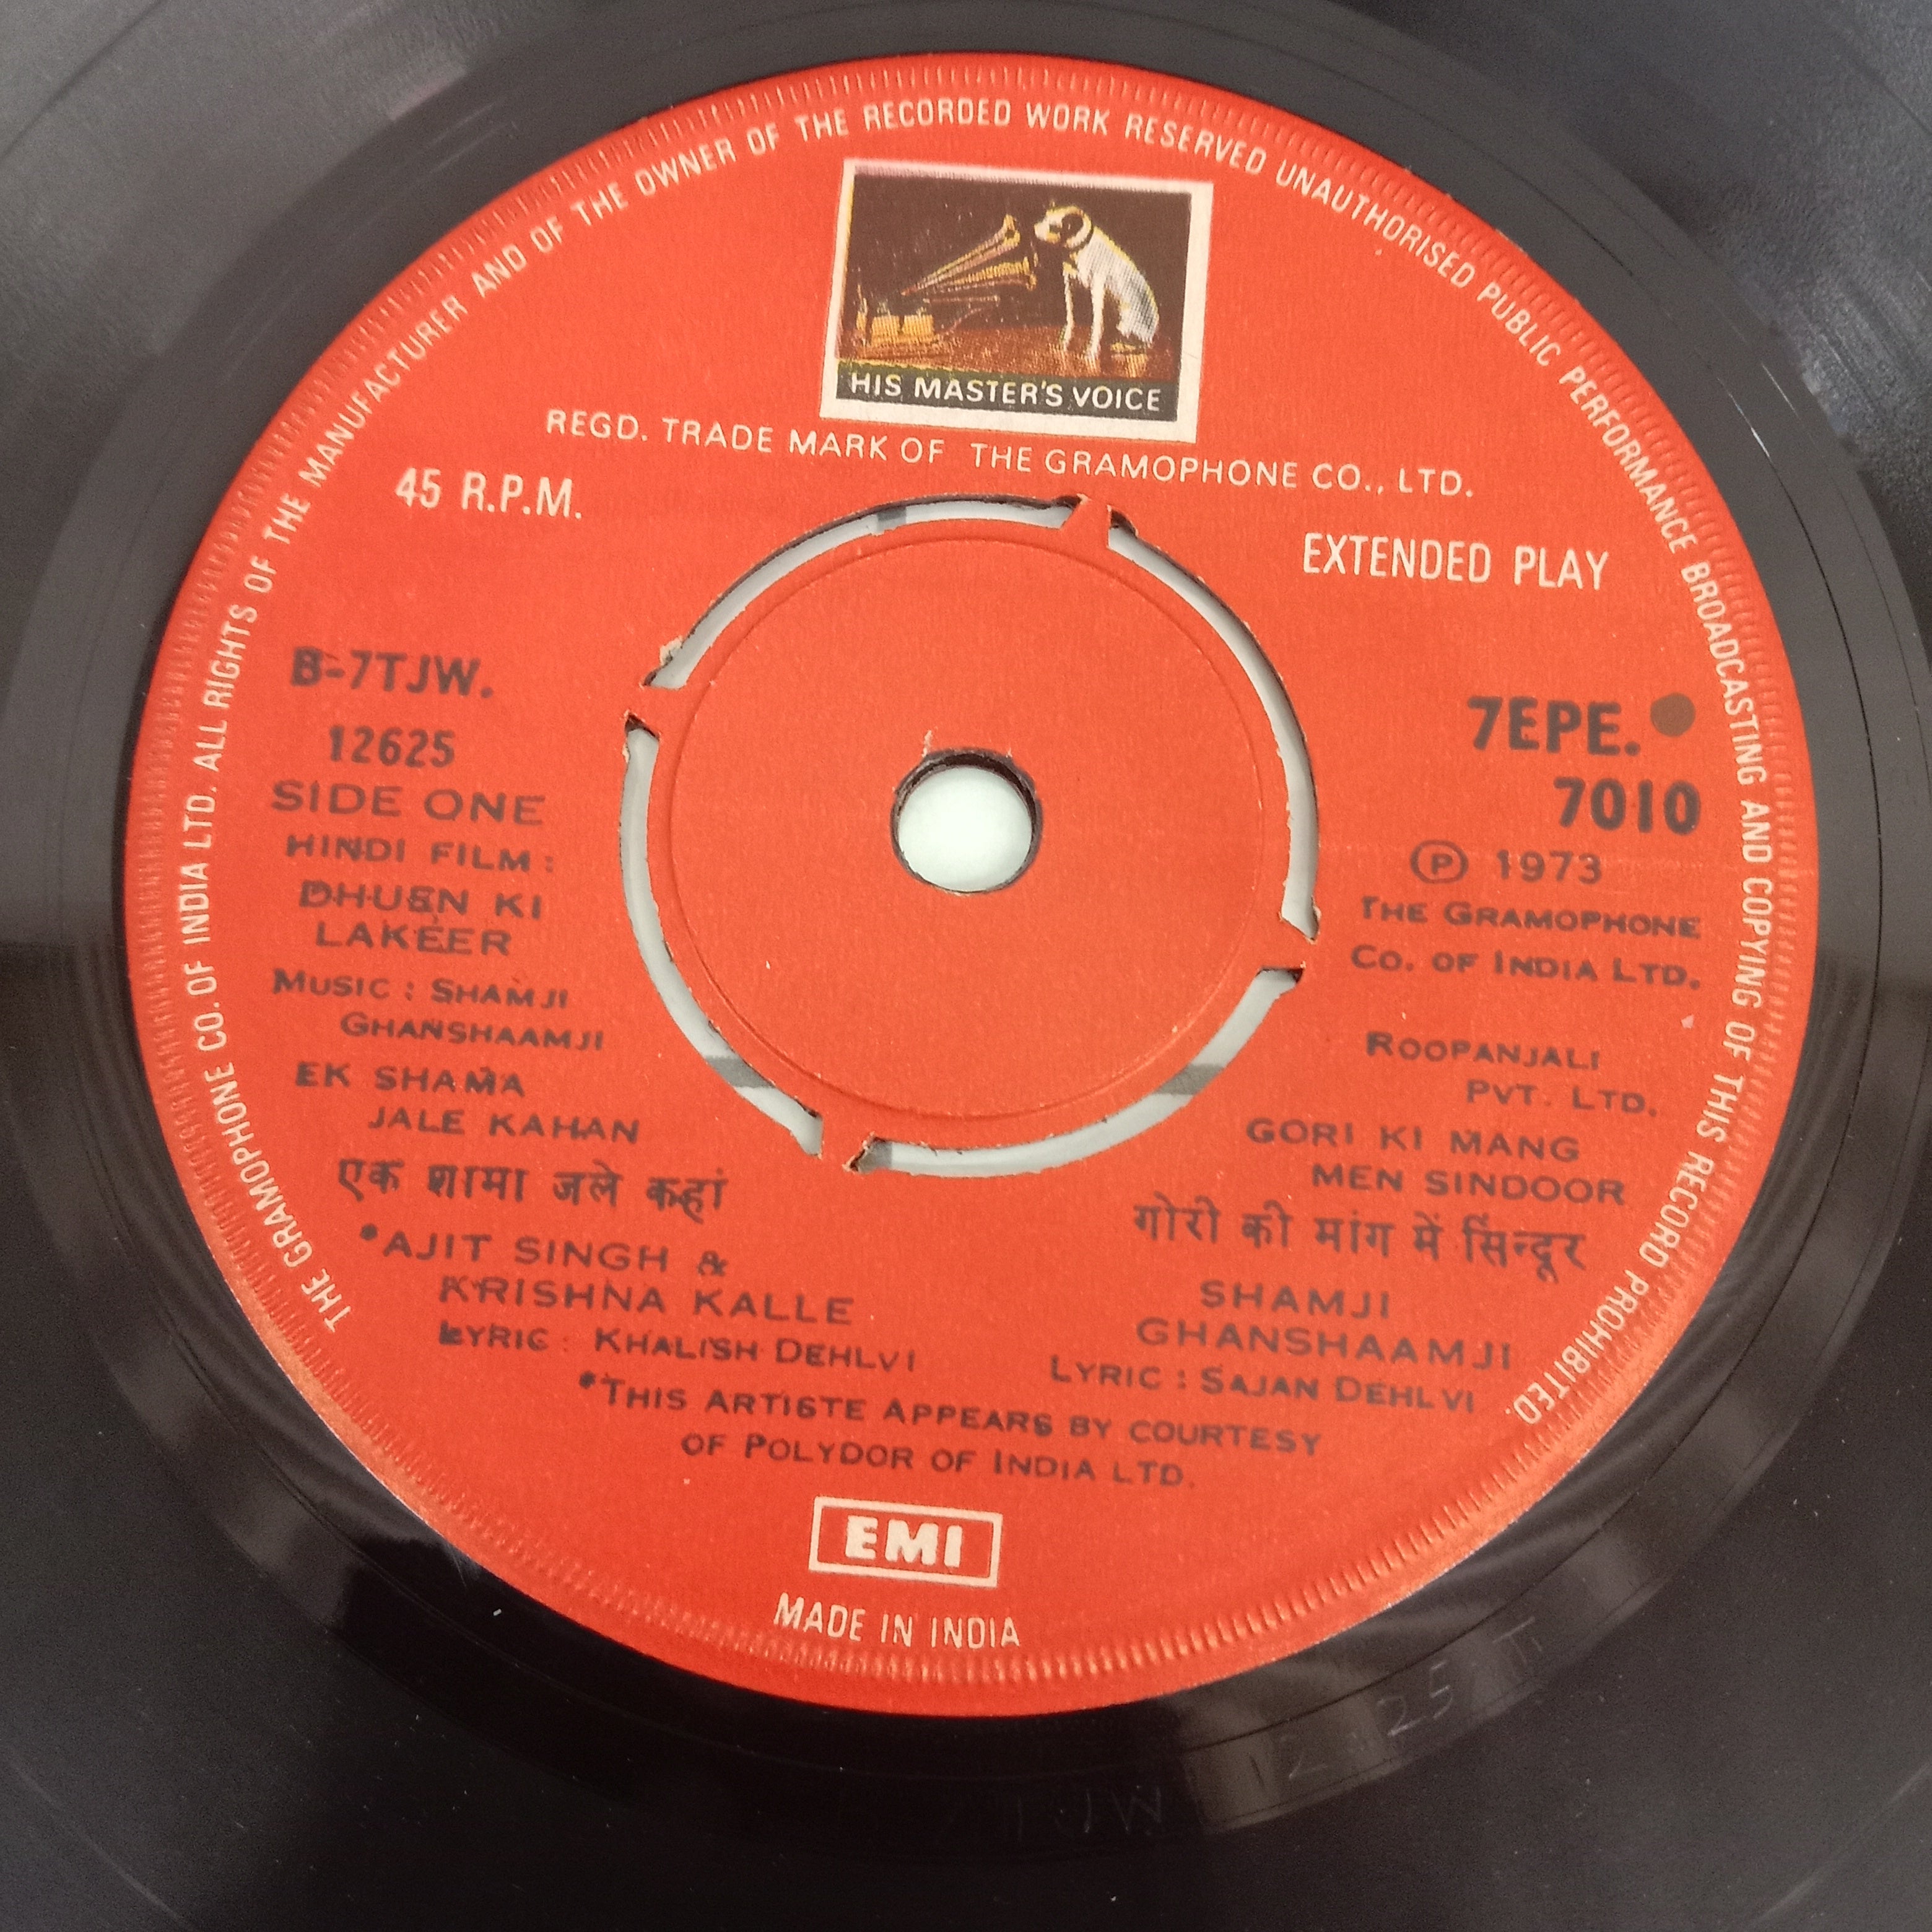 THE GRAMOPHONE CO. OF INDIA LTD. ALL RIGHTS OF THE MANUFACTURER AND OF THE OWNER OF THE RECORDED WORK RESERVED UNAUTHORISED PUBLIC PERFORMANCE BROADCASTING AND COPYING OF THIS RECORD PROHIBITED.
HIS MASTER'S VOICE
REGD. TRADE MARK OF THE GRAMOPHONE CO., LTD.
45 R.P.M.
EXTENDED PLAY
B-7TJW.
12625
SIDE ONE
HINDI FILM :
DHUEN KI
LAKEER
MUSIC : SHAMJI
GHANSHAAMJI
EK SHAMA
JALE KAHAN
एक शामा जले कहां
*AJIT SINGH &
KRISHNA KALLE
LYRIC : KHALISH DEHLVI
7EPE.
7010
Ⓟ 1973
THE GRAMOPHONE
CO. OF INDIA LTD.
ROOPANJALI
PVT. LTD.
GORI KI MANG
MEN SINDOOR
गोरी की मांग में सिन्दूर
SHAMJI
GHANSHAAMJI
LYRIC : SAJAN DEHLVI
*THIS ARTISTE APPEARS BY COURTESY
OF POLYDOR OF INDIA LTD.
EMI
MADE IN INDIA